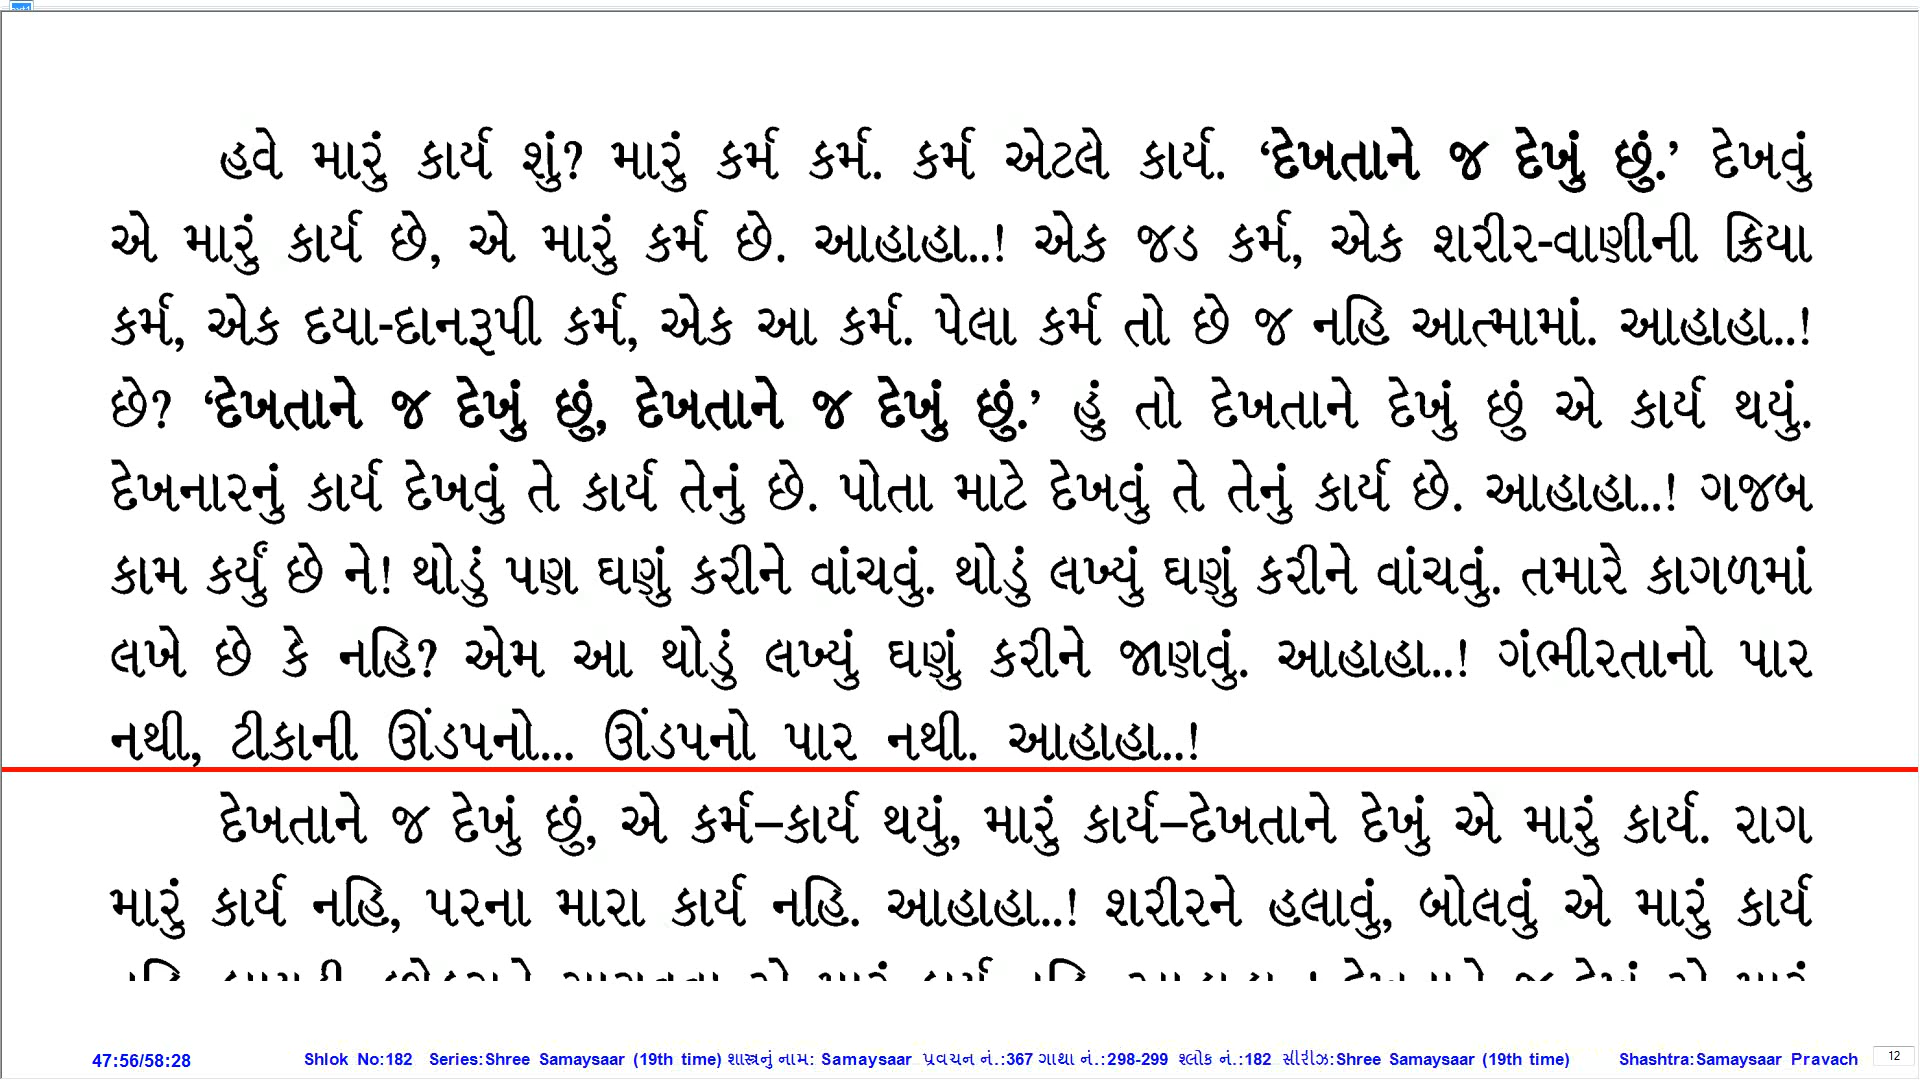 હવે મારું કાર્ય શું? મારું કર્મ કર્મ. કર્મ એટલે કાર્ય. ‘દેખતાને જ દેખું છું.’ દેખવું
એ મારું કાર્ય છે, એ મારું કર્મ છે. આહાહા..! એક જડ કર્મ, એક શરીર-વાણીની ક્રિયા
કર્મ, એક દયા-દાનરૂપી કર્મ, એક આ કર્મ. પેલા કર્મ તો છે જ નહિ આત્મામાં. આહાહા..!
છે? ‘દેખતાને જ દેખું છું, દેખતાને જ દેખું છું.’ હું તો દેખતાને દેખું છું એ કાર્ય થયું.
દેખનારનું કાર્ય દેખવું તે કાર્ય તેનું છે. પોતા માટે દેખવું તે તેનું કાર્ય છે. આહાહા..! ગજબ
કામ કર્યું છે ને! થોડું પણ ઘણું કરીને વાંચવું. થોડું લખ્યું ઘણું કરીને વાંચવું. તમારે કાગળમાં
લખે છે કે નહિ? એમ આ થોડું લખ્યું ઘણું કરીને જાણવું. આહાહા..! ગંભીરતાનો પાર
નથી, ટીકાની ઊંડપનો... ઊંડપનો પાર નથી. આહાહા..!
દેખતાને જ દેખું છું, એ કર્મ–કાર્ય થયું, મારું કાર્ય–દેખતાને દેખું એ મારું કાર્ય. રાગ
મારું કાર્ય નહિ, પરના મારા કાર્ય નહિ. આહાહા..! શરીરને હલાવું, બોલવું એ મારું કાર્ય
47:56/58:28 Shlok No:182 Series:Shree Samaysaar (19th time) શાસ્ત્રનું નામ: Samaysaar પ્રવચન નં.:367 ગાથા નં.:298-299 શ્લોક નં.:182 સીરીઝ:Shree Samaysaar (19th time) Shashtra:Samaysaar Pravach 12